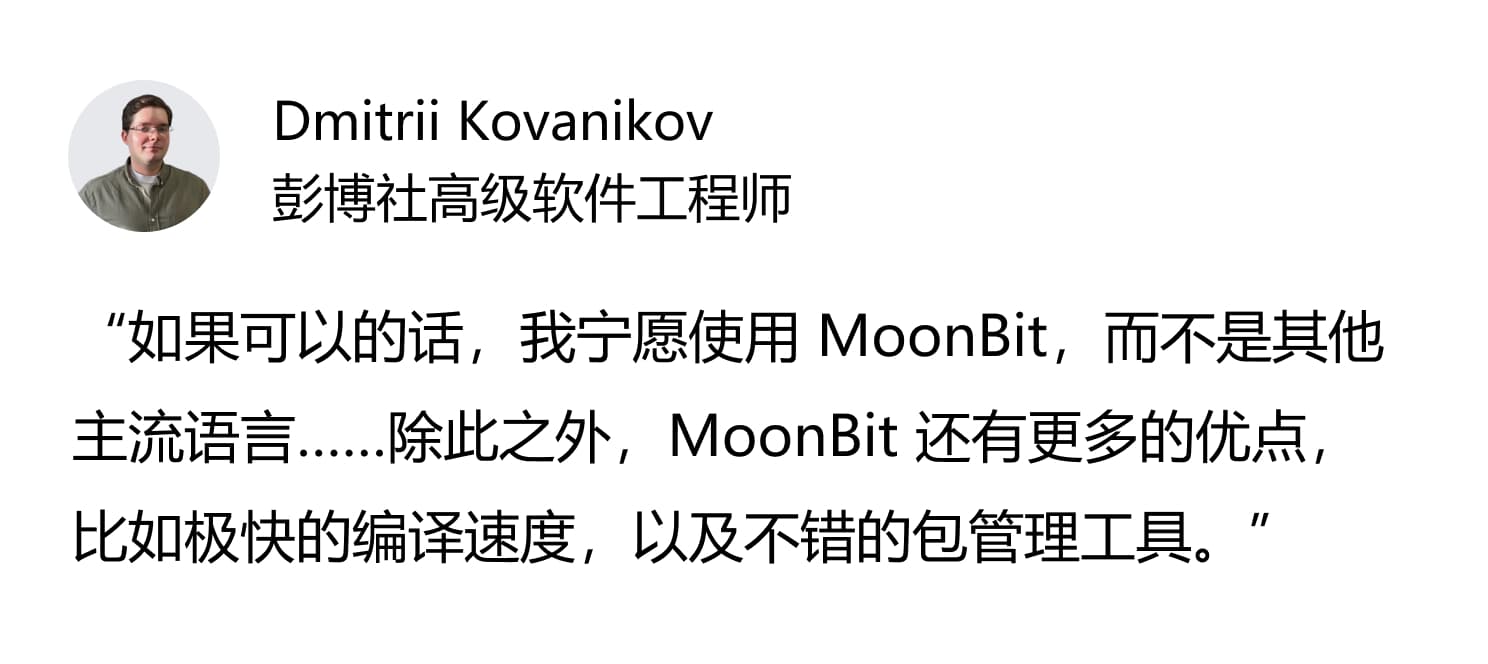 Dmitrii Kovanikov
彭博社高级软件工程师
“如果可以的话，我宁愿使用 MoonBit，而不是其他
主流语言......除此之外，MoonBit 还有更多的优点，
比如极快的编译速度，以及不错的包管理工具。”